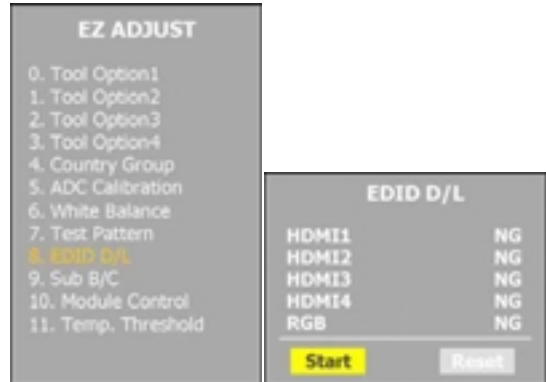 EZ ADJUST
0. Tool Option1
1. Tool Option2
2. Tool Option3
3. Tool Option4
4. Country Group
5. ADC Calibration
6. White Balance
7. Test Pattern
8. EDID D/L
9. Sub B/C
10. Module Control
11. Temp. Threshold
EDID D/L
HDMI1 NG
HDMI2 NG
HDMI3 NG
HDMI4 NG
RGB NG
Start Reset